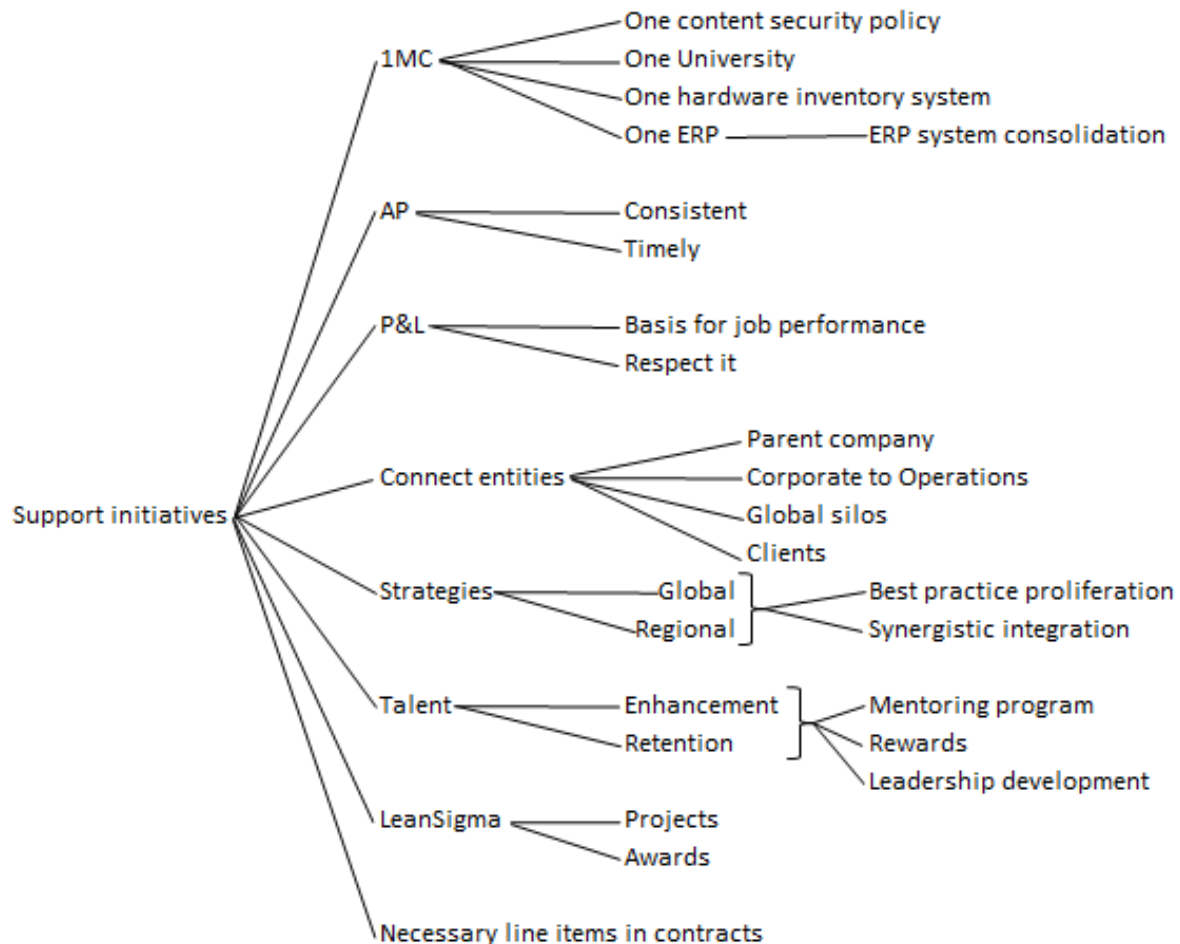 One content security policy
1MC
One University
One hardware inventory system
One ERP
ERP system consolidation
AP
Consistent
Timely
P&L
Basis for job performance
Respect it
Parent company
Connect entities
Corporate to Operations
Support initiatives
Global silos
Clients
Strategies
Global
Best practice proliferation
Regional
Synergistic integration
Talent
Enhancement
Mentoring program
Retention
Rewards
Leadership development
LeanSigma
Projects
Awards
Necessary line items in contracts